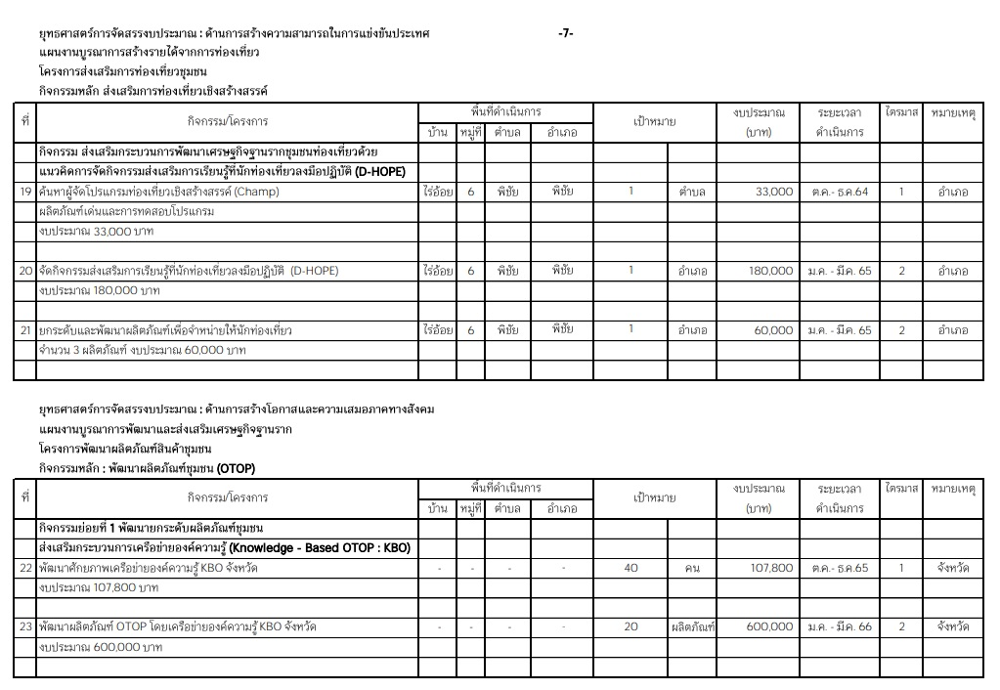 ยุทธศาสตร์การจัดสรรงบประมาณ : ด้านการสร้างความสามารถในการแข่งขันประเทศ -7-
แผนงานบูรณาการสร้างรายได้จากการท่องเที่ยว
โครงการส่งเสริมการท่องเที่ยวชุมชน
กิจกรรมหลัก ส่งเสริมการท่องเที่ยวเชิงสร้างสรรค์
ที่ กิจกรรม/โครงการ พื้นที่ดำเนินการ เป้าหมาย งบประมาณ ระยะเวลา ไตรมาส หมายเหตุ
บ้าน หมู่ที่ ตำบล อำเภอ (บาท) ดำเนินการ
กิจกรรม ส่งเสริมกระบวนการพัฒนาเศรษฐกิจฐานรากชุมชนท่องเที่ยวด้วย
แนวคิดการจัดกิจกรรมส่งเสริมการเรียนรู้ที่นักท่องเที่ยวลงมือปฏิบัติ (D-HOPE)
19 ค้นหาผู้จัดโปรแกรมท่องเที่ยวเชิงสร้างสรรค์ (Champ) ไร่อ้อย 6 พิชัย พิชัย 1 ตำบล 33,000 ต.ค.- ธ.ค.64 1 อำเภอ
ผลิตภัณฑ์เด่นและการทดสอบโปรแกรม
งบประมาณ 33,000 บาท
20 จัดกิจกรรมส่งเสริมการเรียนรู้ที่นักท่องเที่ยวลงมือปฏิบัติ (D-HOPE) ไร่อ้อย 6 พิชัย พิชัย 1 อำเภอ 180,000 ม.ค. - มี.ค. 65 2 อำเภอ
งบประมาณ 180,000 บาท
21 ยกระดับและพัฒนาผลิตภัณฑ์เพื่อจำหน่ายให้นักท่องเที่ยว ไร่อ้อย 6 พิชัย พิชัย 1 อำเภอ 60,000 ม.ค. - มี.ค. 65 2 อำเภอ
จำนวน 3 ผลิตภัณฑ์ งบประมาณ 60,000 บาท
ยุทธศาสตร์การจัดสรรงบประมาณ : ด้านการสร้างโอกาสและความเสมอภาคทางสังคม
แผนงานบูรณาการพัฒนาและส่งเสริมเศรษฐกิจฐานราก
โครงการพัฒนาผลิตภัณฑ์สินค้าชุมชน
กิจกรรมหลัก : พัฒนาผลิตภัณฑ์ชุมชน (OTOP)
ที่ กิจกรรม/โครงการ พื้นที่ดำเนินการ เป้าหมาย งบประมาณ ระยะเวลา ไตรมาส หมายเหตุ
บ้าน หมู่ที่ ตำบล อำเภอ (บาท) ดำเนินการ
กิจกรรมย่อยที่ 1 พัฒนายกระดับผลิตภัณฑ์ชุมชน
ส่งเสริมกระบวนการเครือข่ายองค์ความรู้ (Knowledge - Based OTOP : KBO)
22 พัฒนาศักยภาพเครือข่ายองค์ความรู้ KBO จังหวัด - - - - 40 คน 107,800 ต.ค.- ธ.ค.65 1 จังหวัด
งบประมาณ 107,800 บาท
23 พัฒนาผลิตภัณฑ์ OTOP โดยเครือข่ายองค์ความรู้ KBO จังหวัด - - - - 20 ผลิตภัณฑ์ 600,000 ม.ค. - มี.ค. 66 2 จังหวัด
งบประมาณ 600,000 บาท